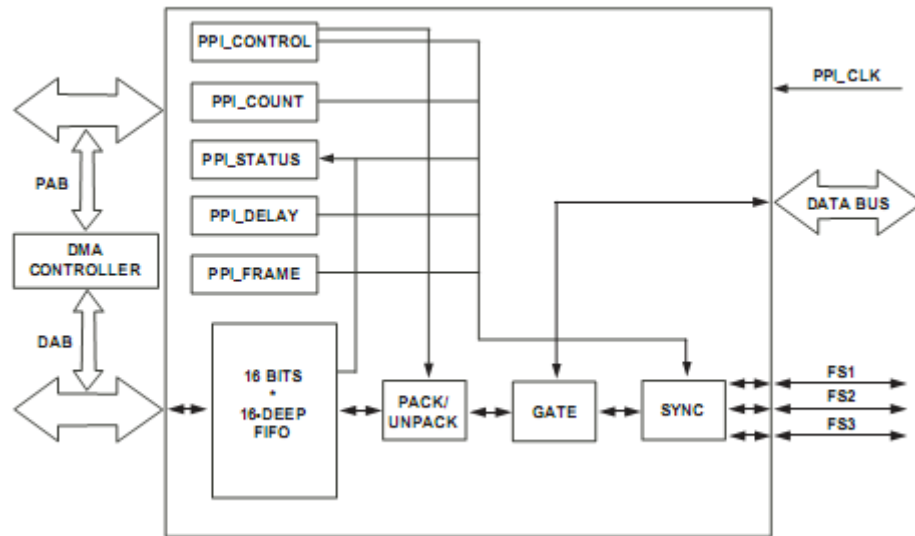 PPI_CONTROL
PPI_COUNT
PPI_STATUS
PPI_DELAY
PPI_FRAME
PAB
DMA
CONTROLLER
DAB
16 BITS
*
16-DEEP
FIFO
PACK/
UNPACK
GATE
SYNC
PPI_CLK
DATA BUS
FS1
FS2
FS3